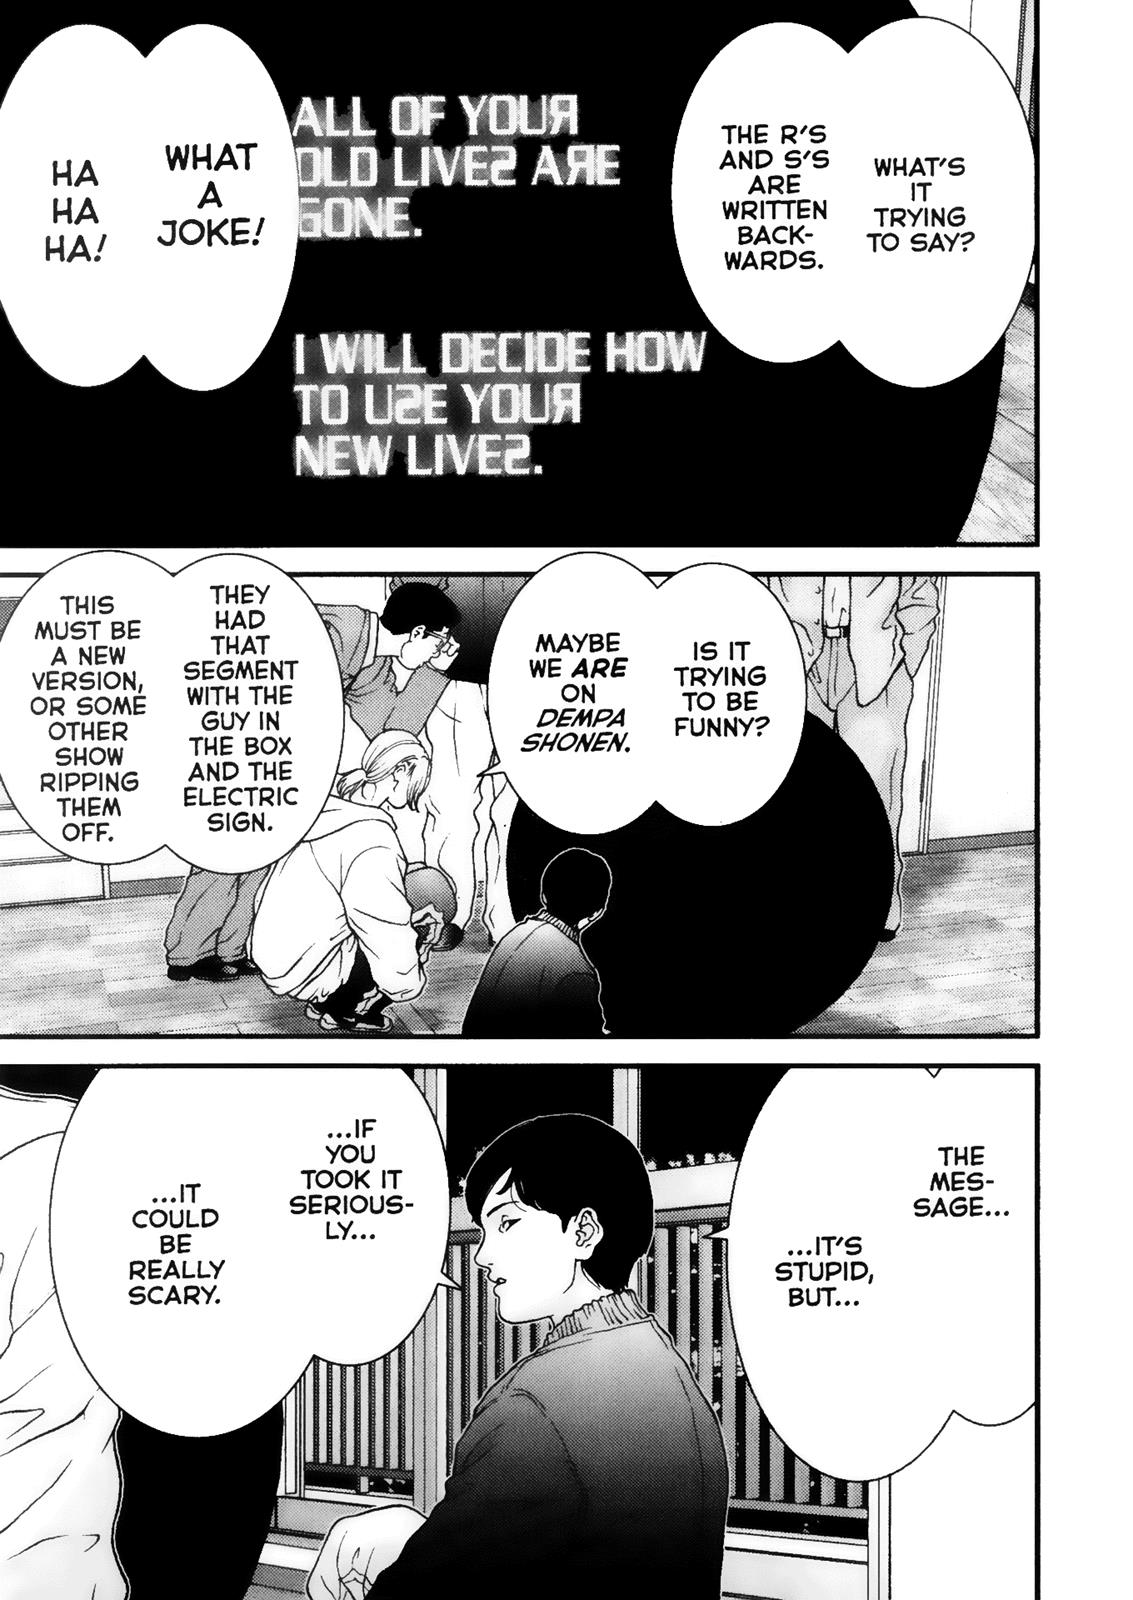 WHAT'S
IT
TRYING
TO SAY?
THE R'S
AND S'S
ARE
WRITTEN
BACK-
WARDS.
ALL OF YOUR
OLD LIVES ARE
GONE.
I WILL DECIDE HOW
TO USE YOUR
NEW LIVES.
WHAT
A
JOKE!
HA
HA
HA!
IS IT
TRYING
TO BE
FUNNY?
MAYBE
WE ARE
ON
DEMPA
SHONEN.
THEY
HAD
THAT
SEGMENT
WITH THE
GUY IN
THE BOX
AND THE
ELECTRIC
SIGN.
THIS
MUST BE
A NEW
VERSION,
OR SOME
OTHER
SHOW
RIPPING
THEM
OFF.
THE
MES-
SAGE...
...IT'S
STUPID,
BUT...
...IF
YOU
TOOK IT
SERIOUS-
LY...
...IT
COULD
BE
REALLY
SCARY.